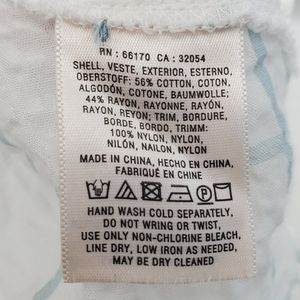 RN : 66170 CA : 32054
SHELL, VESTE, EXTERIOR, ESTERNO,
OBERSTOFF: 56% COTTON, COTON,
ALGODÓN, COTONE, BAUMWOLLE;
44% RAYON, RAYONNE, RAYÓN,
RAYON, REYON; TRIM, BORDURE,
BORDE, BORDO, TRIMM:
100% NYLON, NYLON,
NILÓN, NAILON, NYLON
MADE IN CHINA, HECHO EN CHINA,
FABRIQUÉ EN CHINE
HAND WASH COLD SEPARATELY,
DO NOT WRING OR TWIST,
USE ONLY NON-CHLORINE BLEACH,
LINE DRY, LOW IRON AS NEEDED,
MAY BE DRY CLEANED